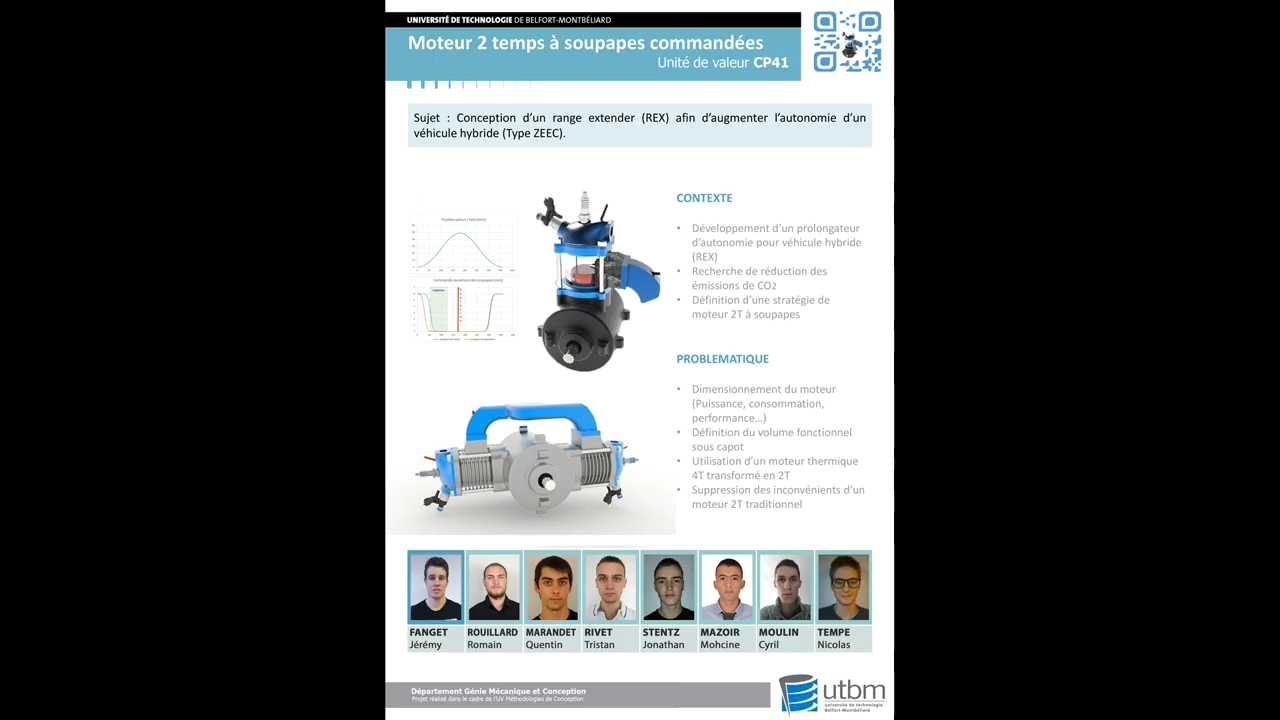 UNIVERSITÉ DE TECHNOLOGIE DE BELFORT-MONTBÉLIARD
Moteur 2 temps à soupapes commandées
Unité de valeur CP41
Sujet : Conception d'un range extender (REX) afin d'augmenter l'autonomie d'un
véhicule hybride (Type ZEEC).
CONTEXTE
• Développement d'un prolongateur
d'autonomie pour véhicule hybride
(REX)
• Recherche de réduction des
émissions de CO2
• Définition d'une stratégie de
moteur 2T à soupapes
PROBLEMATIQUE
• Dimensionnement du moteur
(Puissance, consommation,
performance…)
• Définition du volume fonctionnel
sous capot
• Utilisation d'un moteur thermique
4T transformé en 2T
• Suppression des inconvénients d'un
moteur 2T traditionnel
FANGET
Jérémy
ROUILLARD
Romain
MARANDET
Quentin
RIVET
Tristan
STENTZ
Jonathan
MAZOIR
Mohcine
MOULIN
Cyril
TEMPE
Nicolas
Département Génie Mécanique et Conception
Projet réalisé dans le cadre de l'UV Méthodologies de Conception
utbm
université de technologie
Belfort-Montbéliard